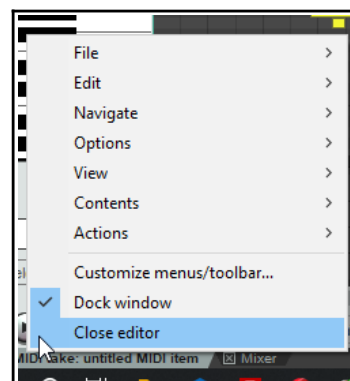 File
Edit
Navigate
Options
View
Contents
Actions
Customize menus/toolbar...
Dock window
Close editor
MIDI take: untitled MIDI item Mixer